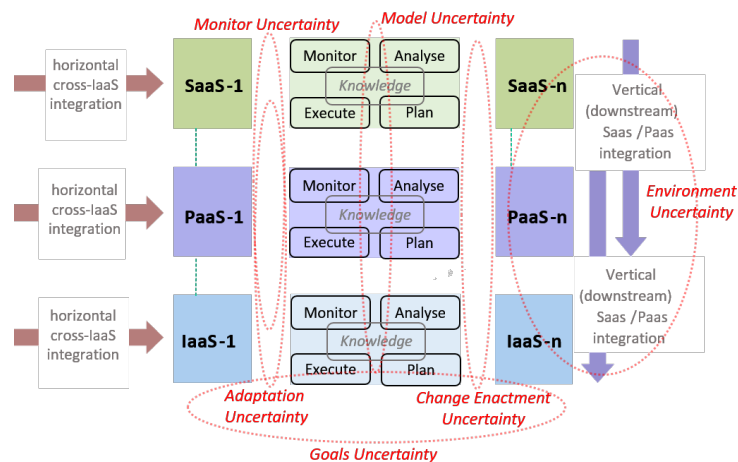 Monitor Uncertainty
Model Uncertainty
horizontal
cross-IaaS
integration
SaaS-1
Monitor
Analyse
Knowledge
Execute
Plan
SaaS-n
Vertical
(downstream)
Saas /Paas
integration
horizontal
cross-IaaS
integration
PaaS-1
Monitor
Analyse
Knowledge
Execute
Plan
PaaS-n
Environment
Uncertainty
horizontal
cross-IaaS
integration
IaaS-1
Monitor
Analyse
Knowledge
Execute
Plan
IaaS-n
Vertical
(downstream)
Saas /Paas
integration
Adaptation
Uncertainty
Change Enactment
Uncertainty
Goals Uncertainty